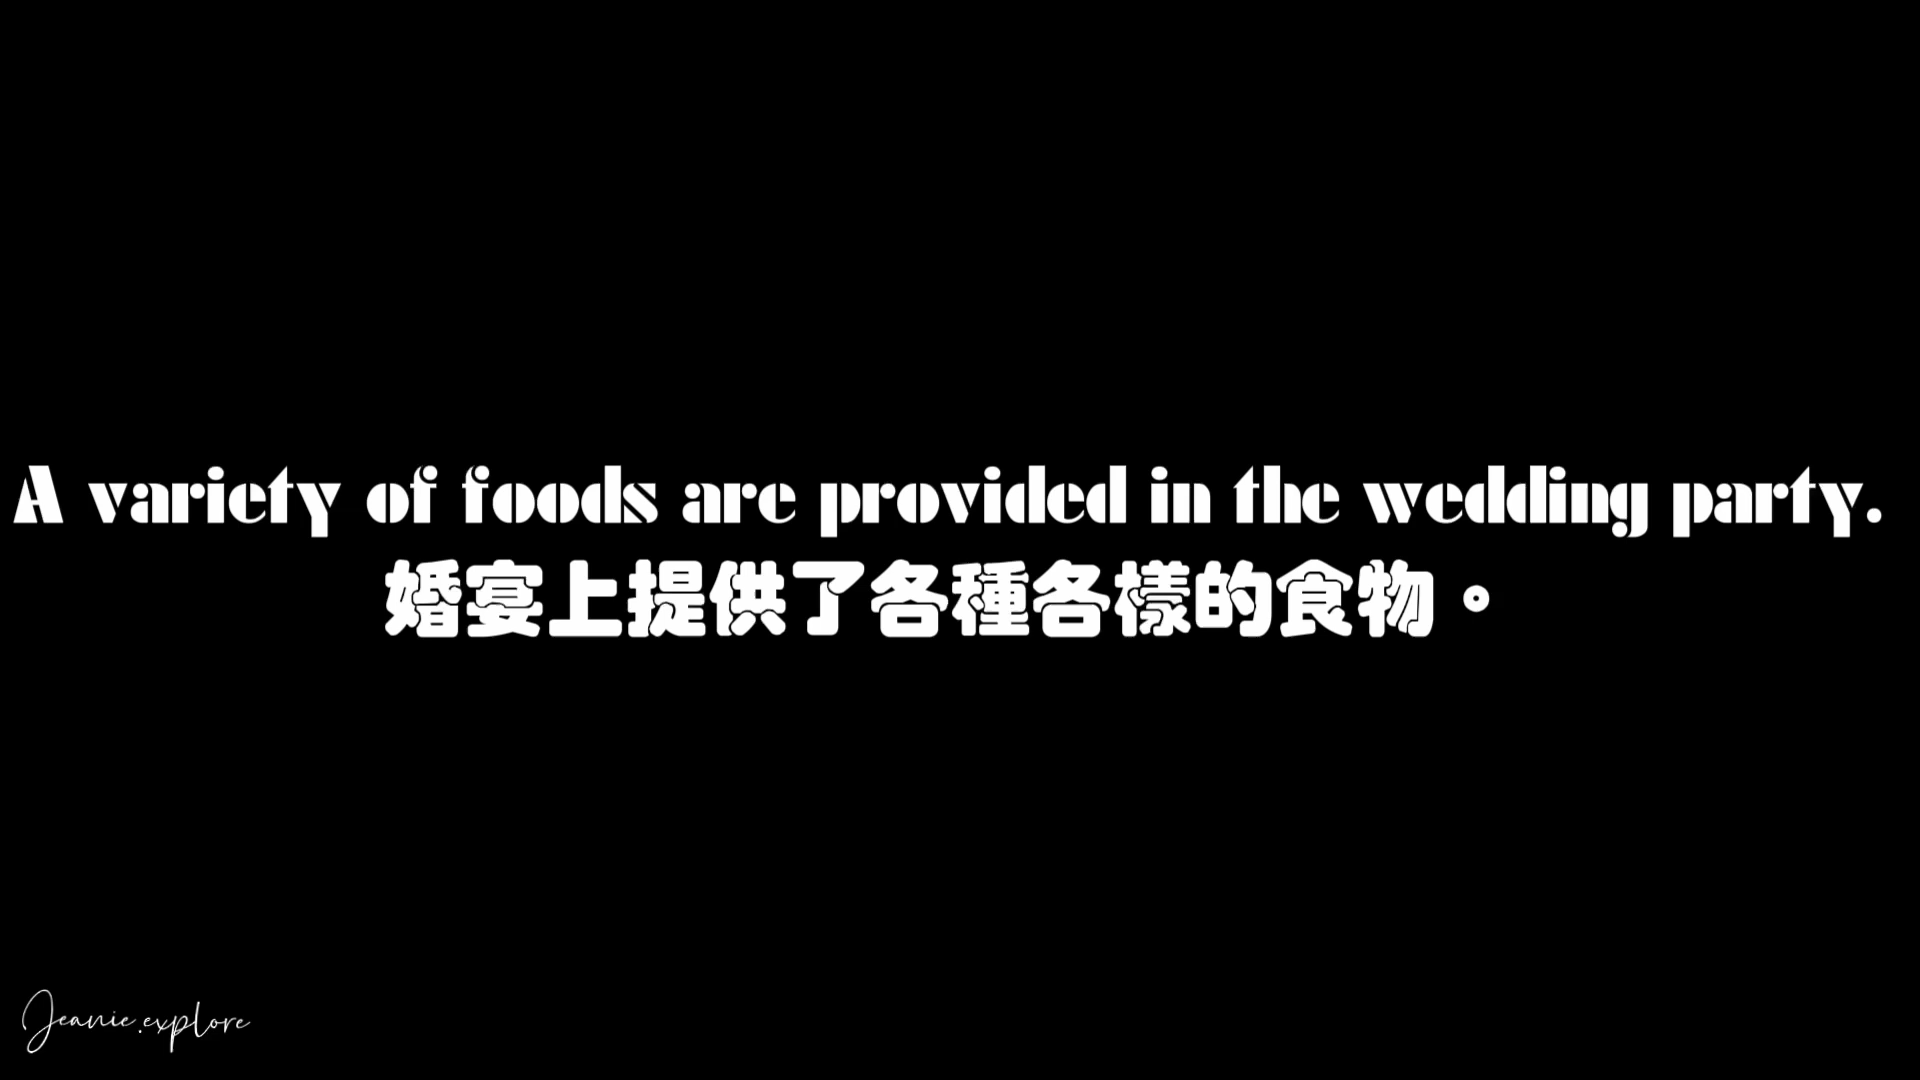 A variety of foods are provided in the wedding party.
婚宴上提供了各種各樣的食物。
Jeanie.explore